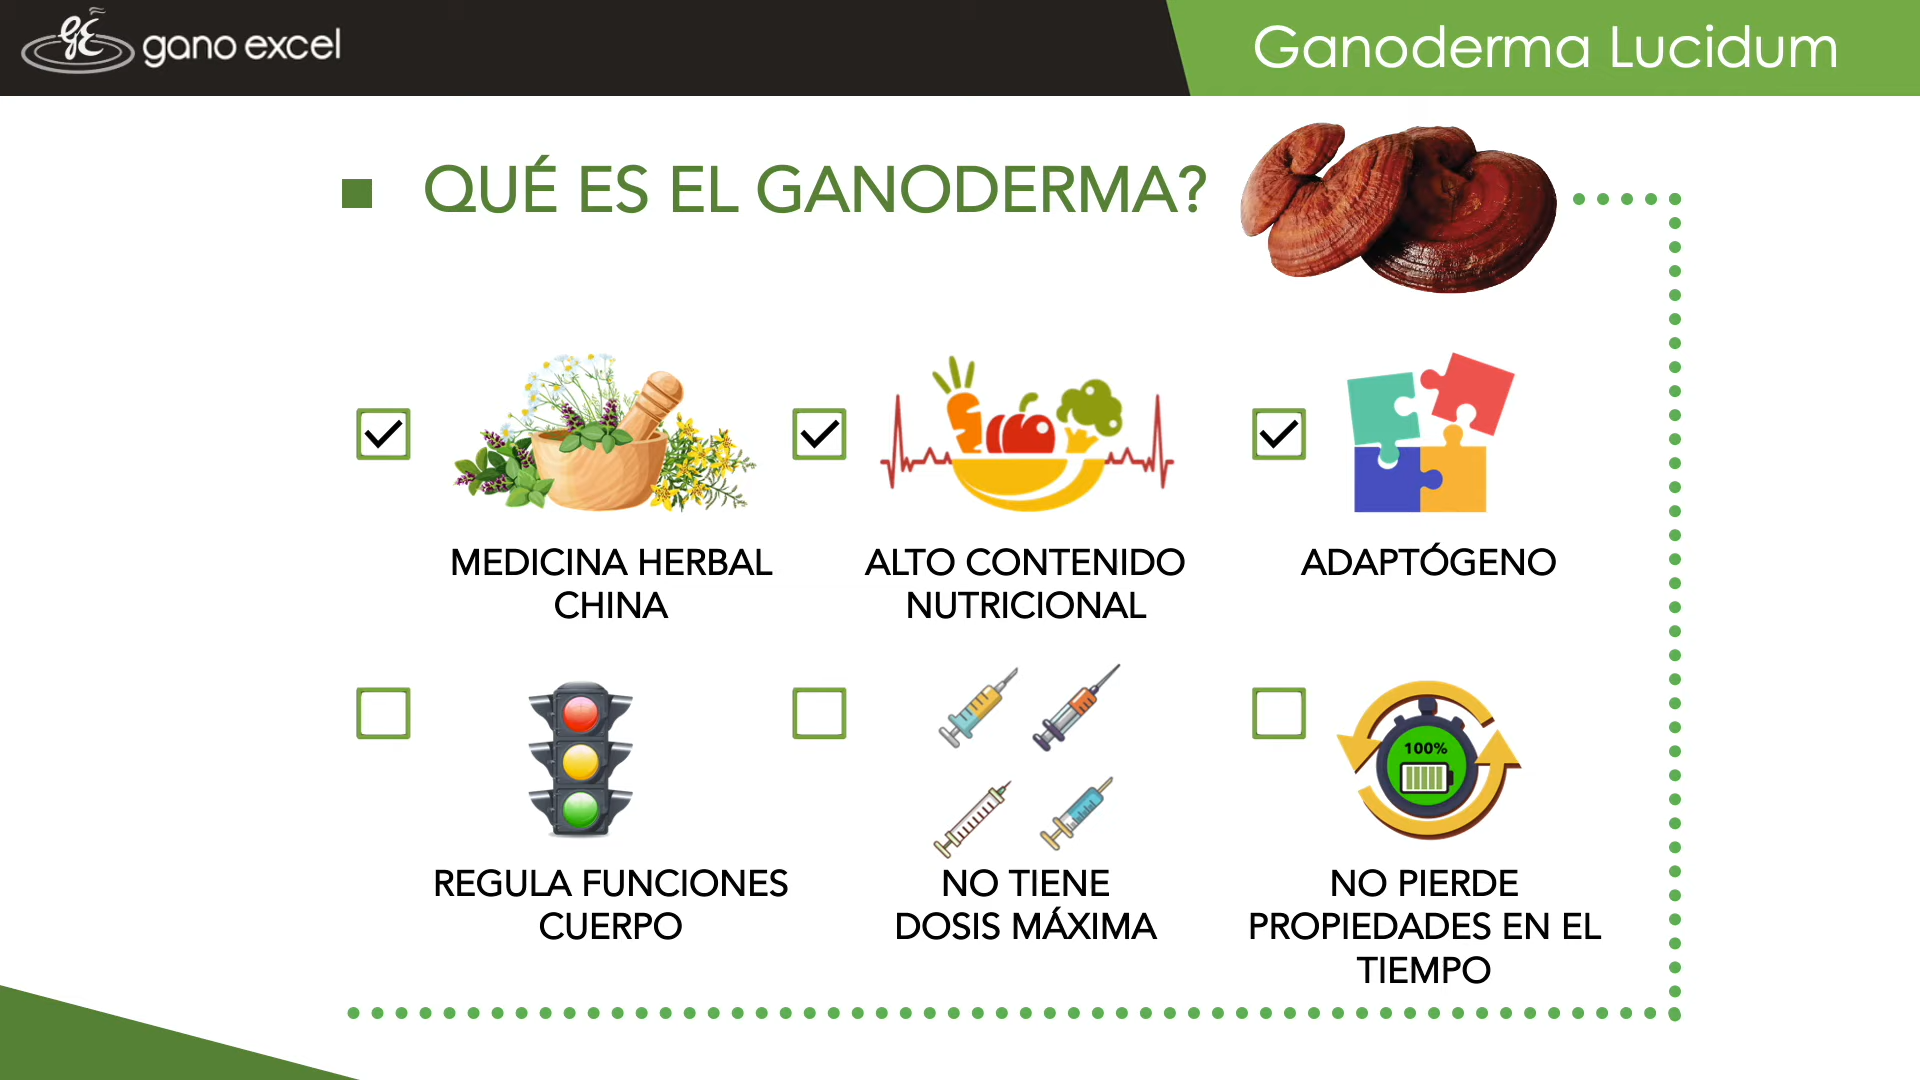 gano excel
Ganoderma Lucidum
QUÉ ES EL GANODERMA?
MEDICINA HERBAL
CHINA
ALTO CONTENIDO
NUTRICIONAL
ADAPTÓGENO
REGULA FUNCIONES
CUERPO
NO TIENE
DOSIS MÁXIMA
100%
NO PIERDE
PROPIEDADES EN EL
TIEMPO